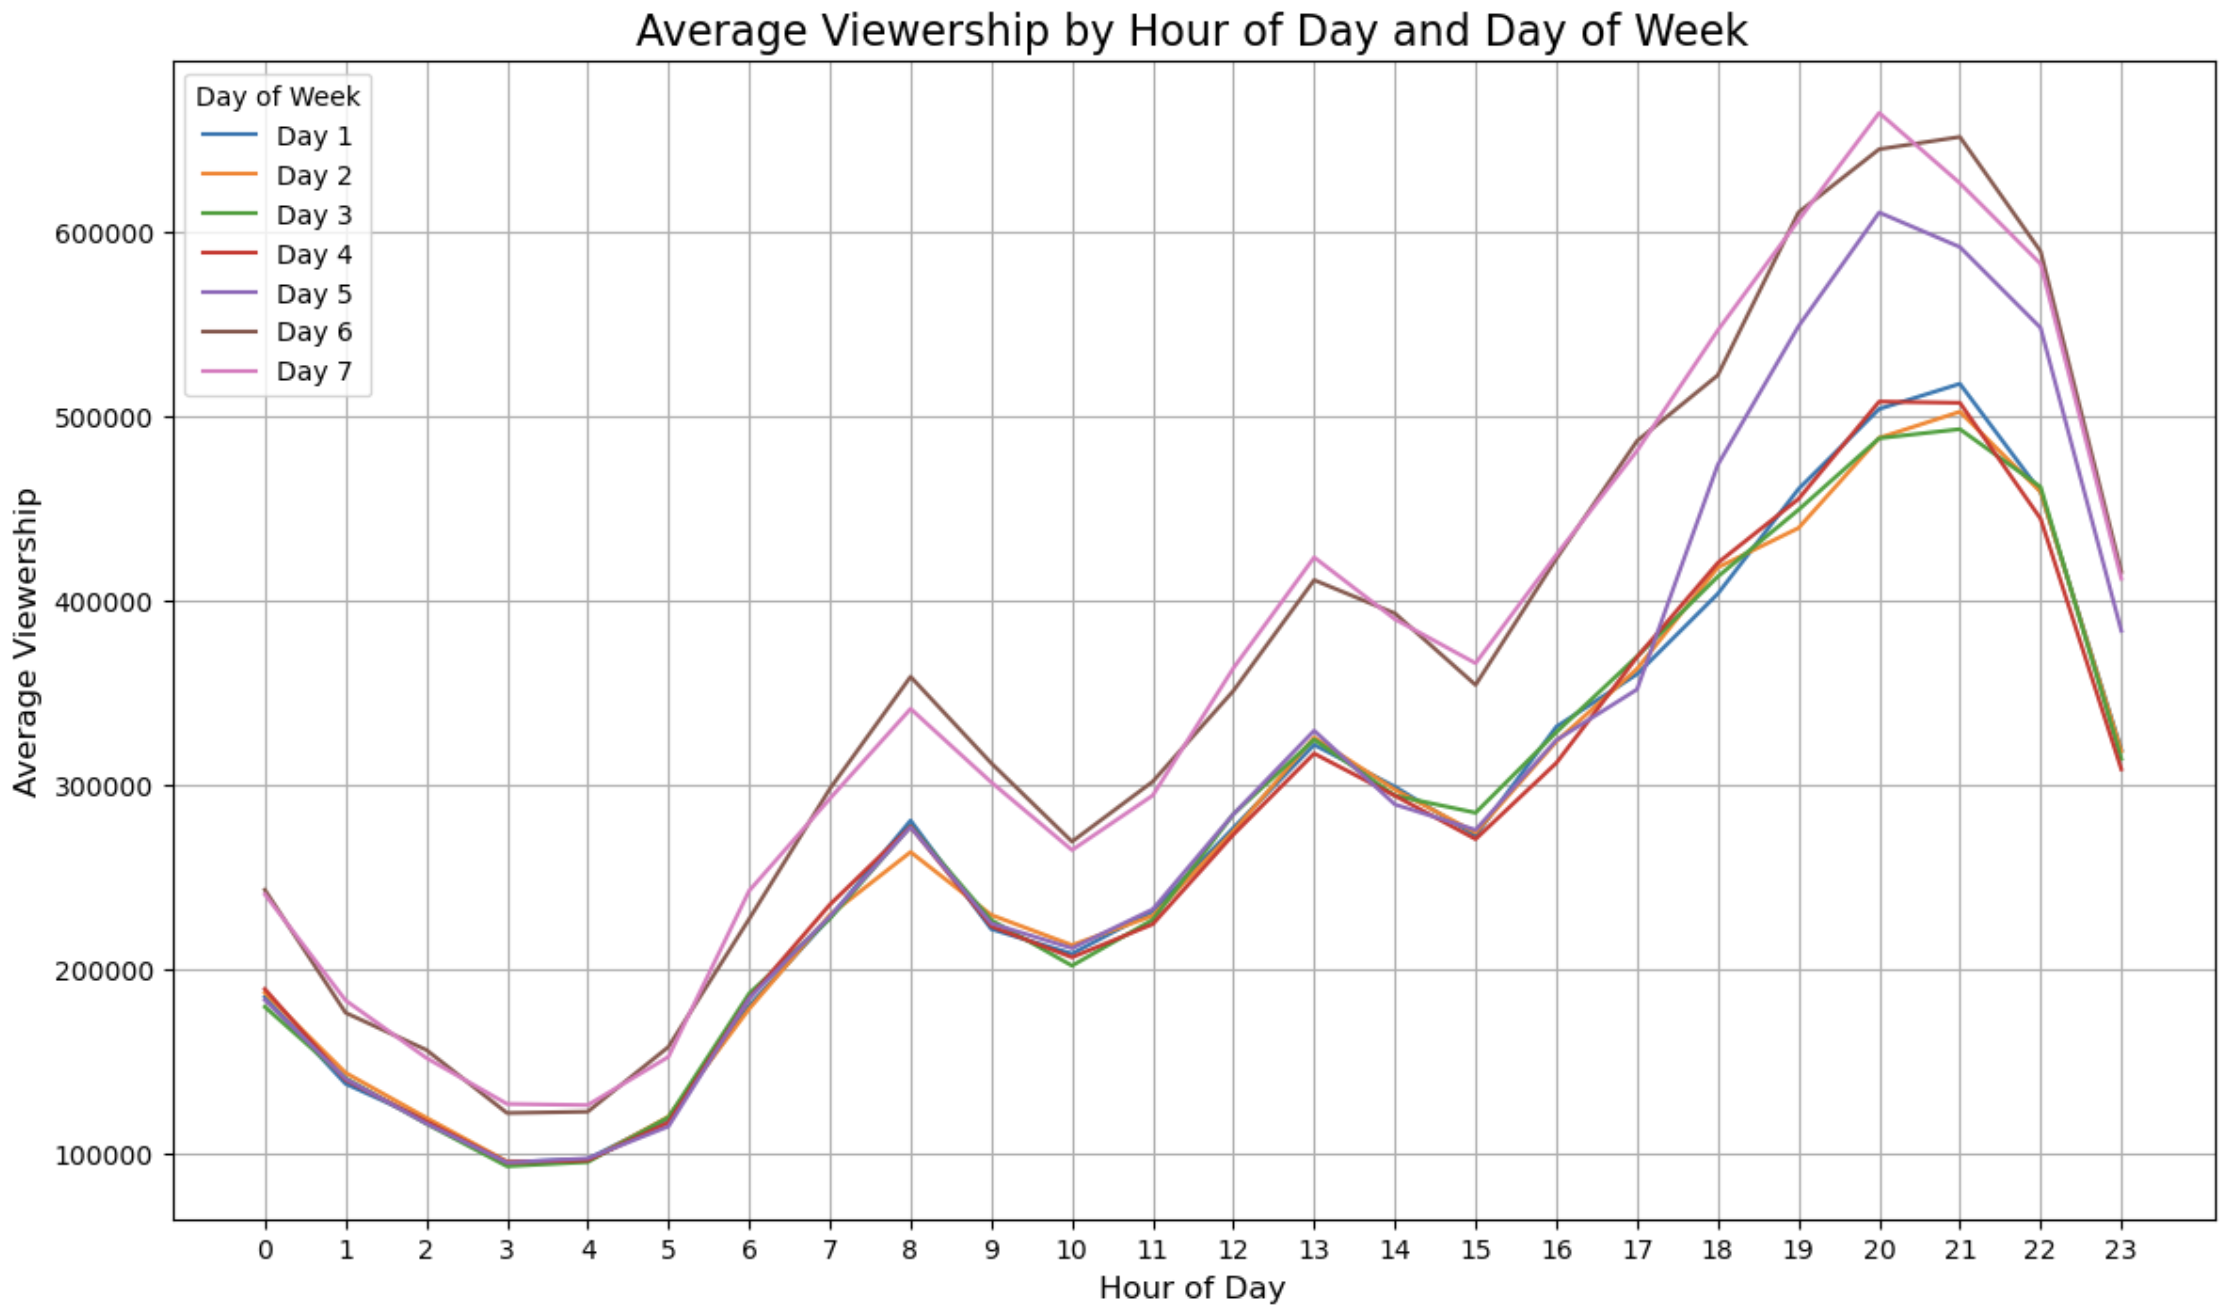 Average Viewership by Hour of Day and Day of Week
Day of Week
Day 1
Day 2
Day 3
Day 4
Day 5
Day 6
Day 7
Average Viewership
600000
500000
400000
300000
200000
100000
0 1 2 3 4 5 6 7 8 9 10 11 12 13 14 15 16 17 18 19 20 21 22 23
Hour of Day